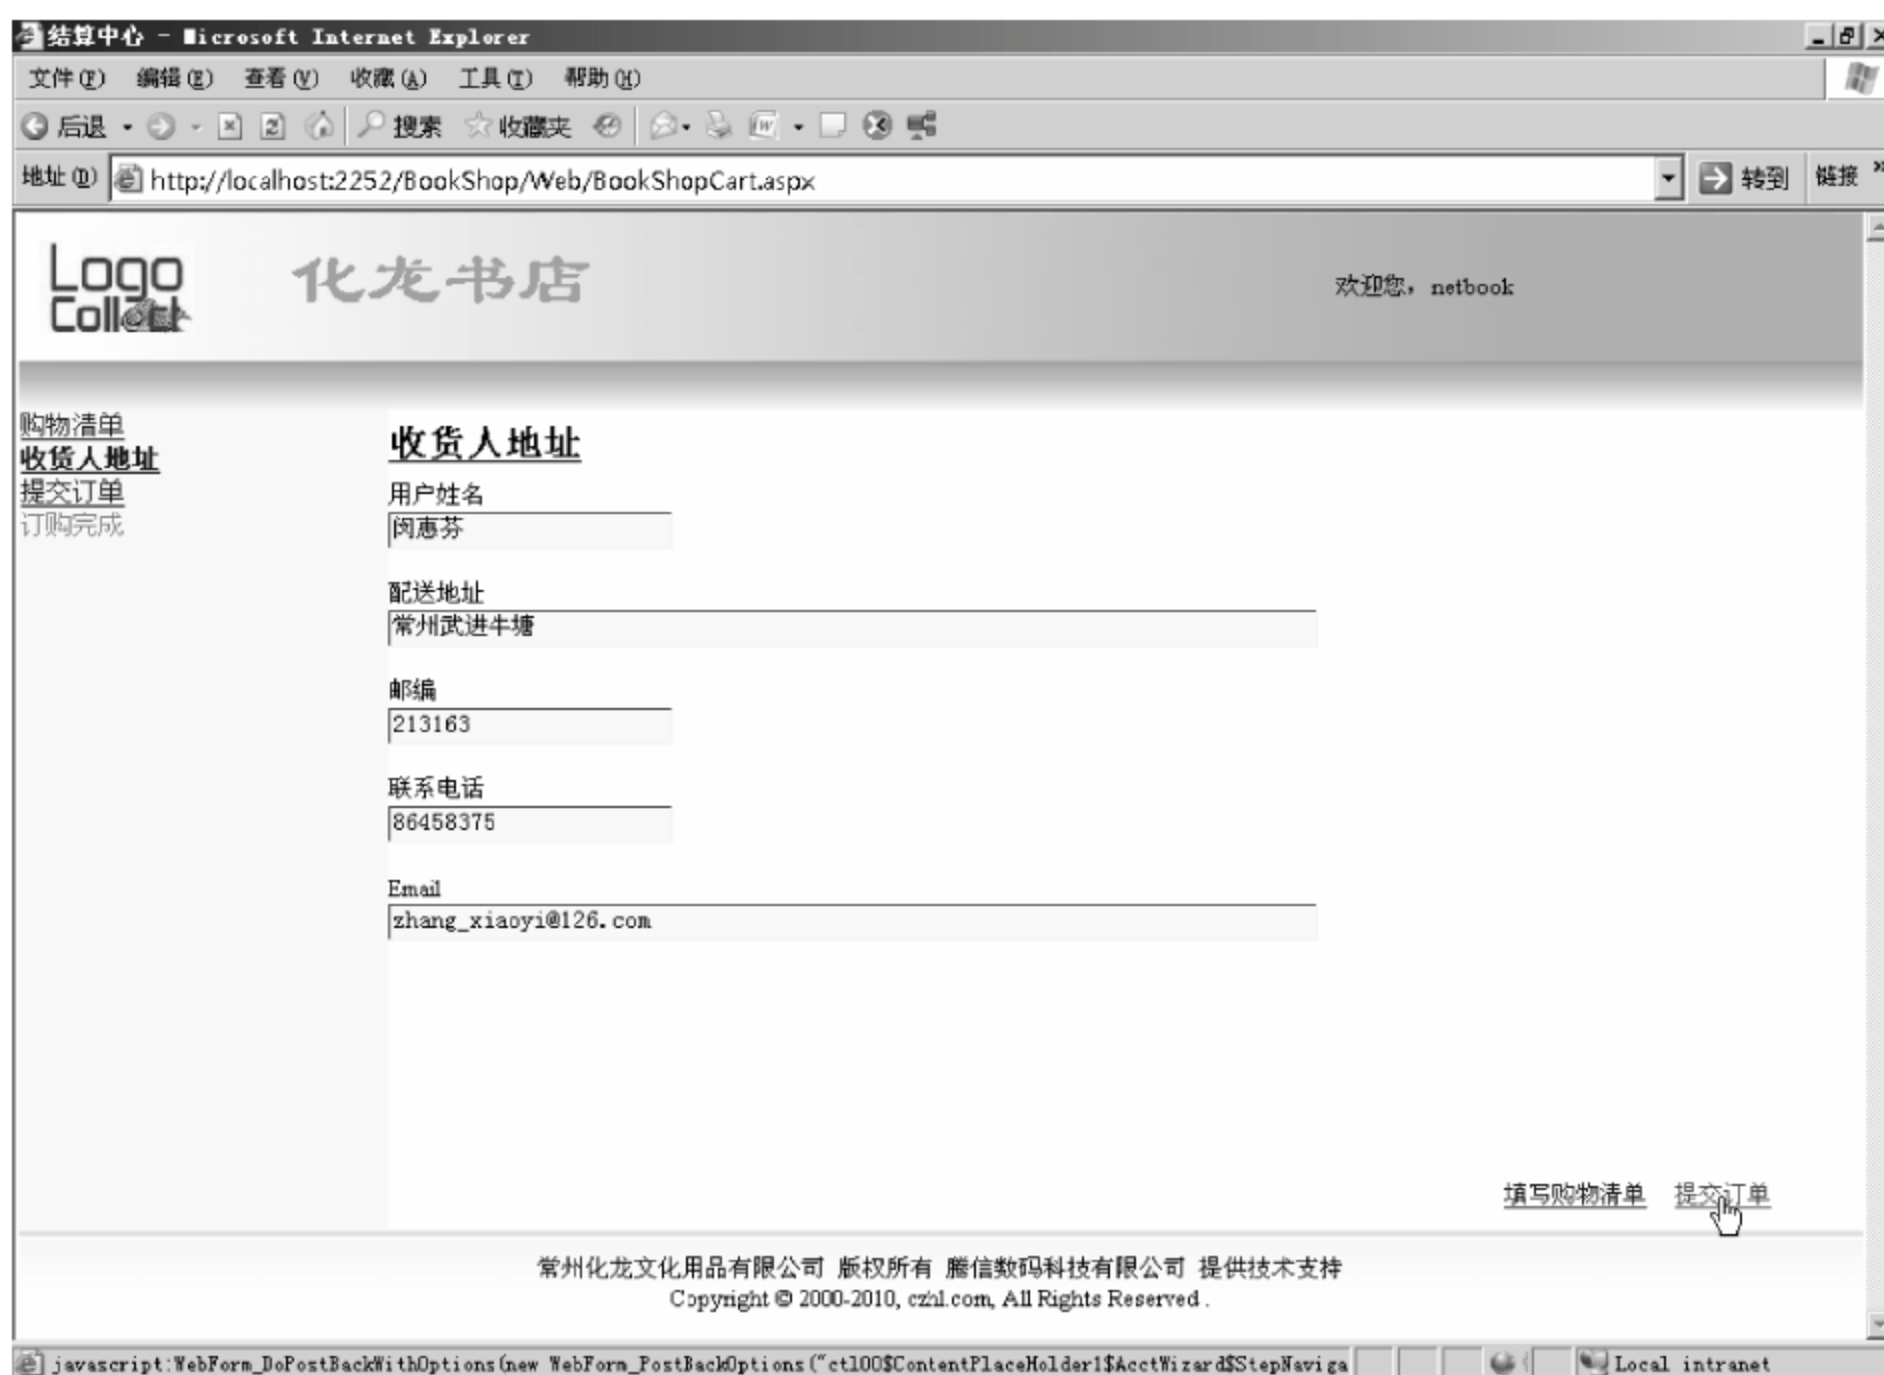 结算中心 - Microsoft Internet Explorer
文件(F) 编辑(E) 查看(V) 收藏(A) 工具(T) 帮助(H)
后退 搜索 收藏夹
地址(D) http://localhost:2252/BookShop/Web/BookShopCart.aspx 转到 链接 »
Logo
Collect
化龙书店
欢迎您，netbook
购物清单
收货人地址
提交订单
订购完成
收货人地址
用户姓名
闵惠芬
配送地址
常州武进牛塘
邮编
213163
联系电话
86458375
Email
zhang_xiaoyi@126.com
填写购物清单 提交订单
常州化龙文化用品有限公司 版权所有 腾信数码科技有限公司 提供技术支持
Copyright © 2000-2010, czhl.com, All Rights Reserved .
javascript:WebForm_DoPostBackWithOptions(new WebForm_PostBackOptions("ctl00$ContentPlaceHolder1$AcctWizard$StepNaviga Local intranet